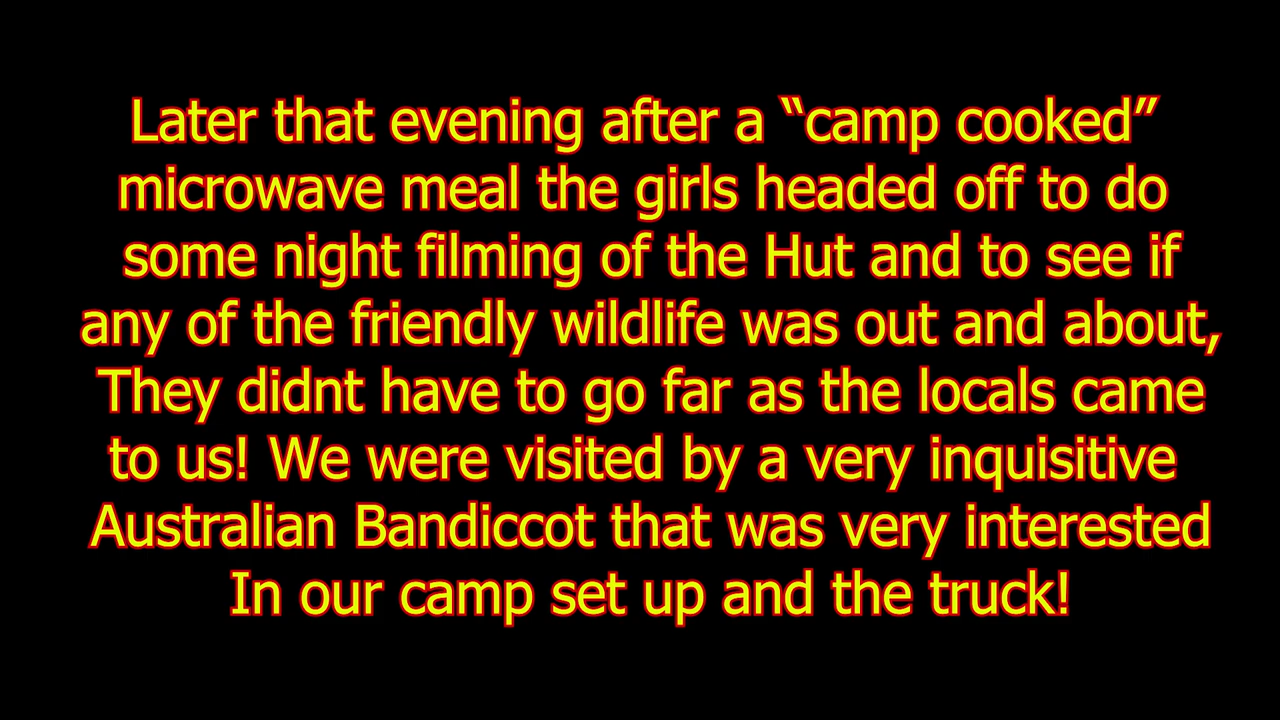 Later that evening after a “camp cooked”
microwave meal the girls headed off to do
some night filming of the Hut and to see if
any of the friendly wildlife was out and about,
They didnt have to go far as the locals came
to us! We were visited by a very inquisitive
Australian Bandiccot that was very interested
In our camp set up and the truck!